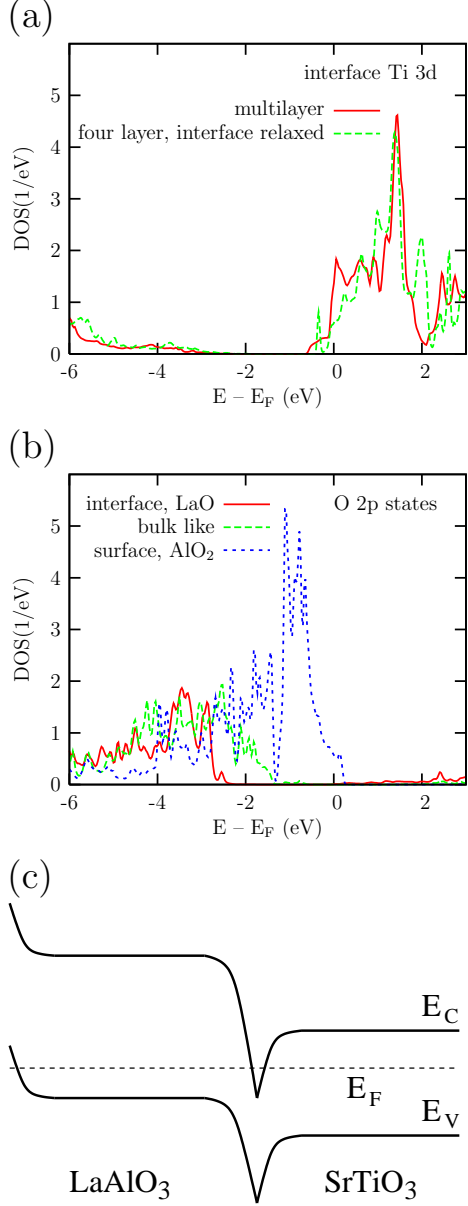 (a)
interface Ti 3d
multilayer
four layer, interface relaxed
DOS(1/eV)
5
4
3
2
1
0
-6 -4 -2 0 2
E – E_F (eV)
(b)
interface, LaO
bulk like
surface, AlO₂
O 2p states
DOS(1/eV)
5
4
3
2
1
0
-6 -4 -2 0 2
E – E_F (eV)
(c)
E_C
E_F
E_V
LaAlO₃ SrTiO₃